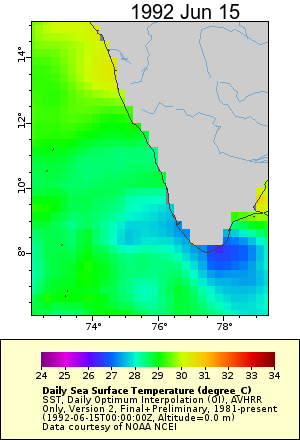 1992 Jun 15
14°
12°
10°
8°
74° 76° 78°
24 25 26 27 28 29 30 31 32 33 34
Daily Sea Surface Temperature (degree_C)
SST, Daily Optimum Interpolation (OI), AVHRR
Only, Version 2, Final+Preliminary, 1981-present
(1992-06-15T00:00:00Z, Altitude=0.0 m)
Data courtesy of NOAA NCEI